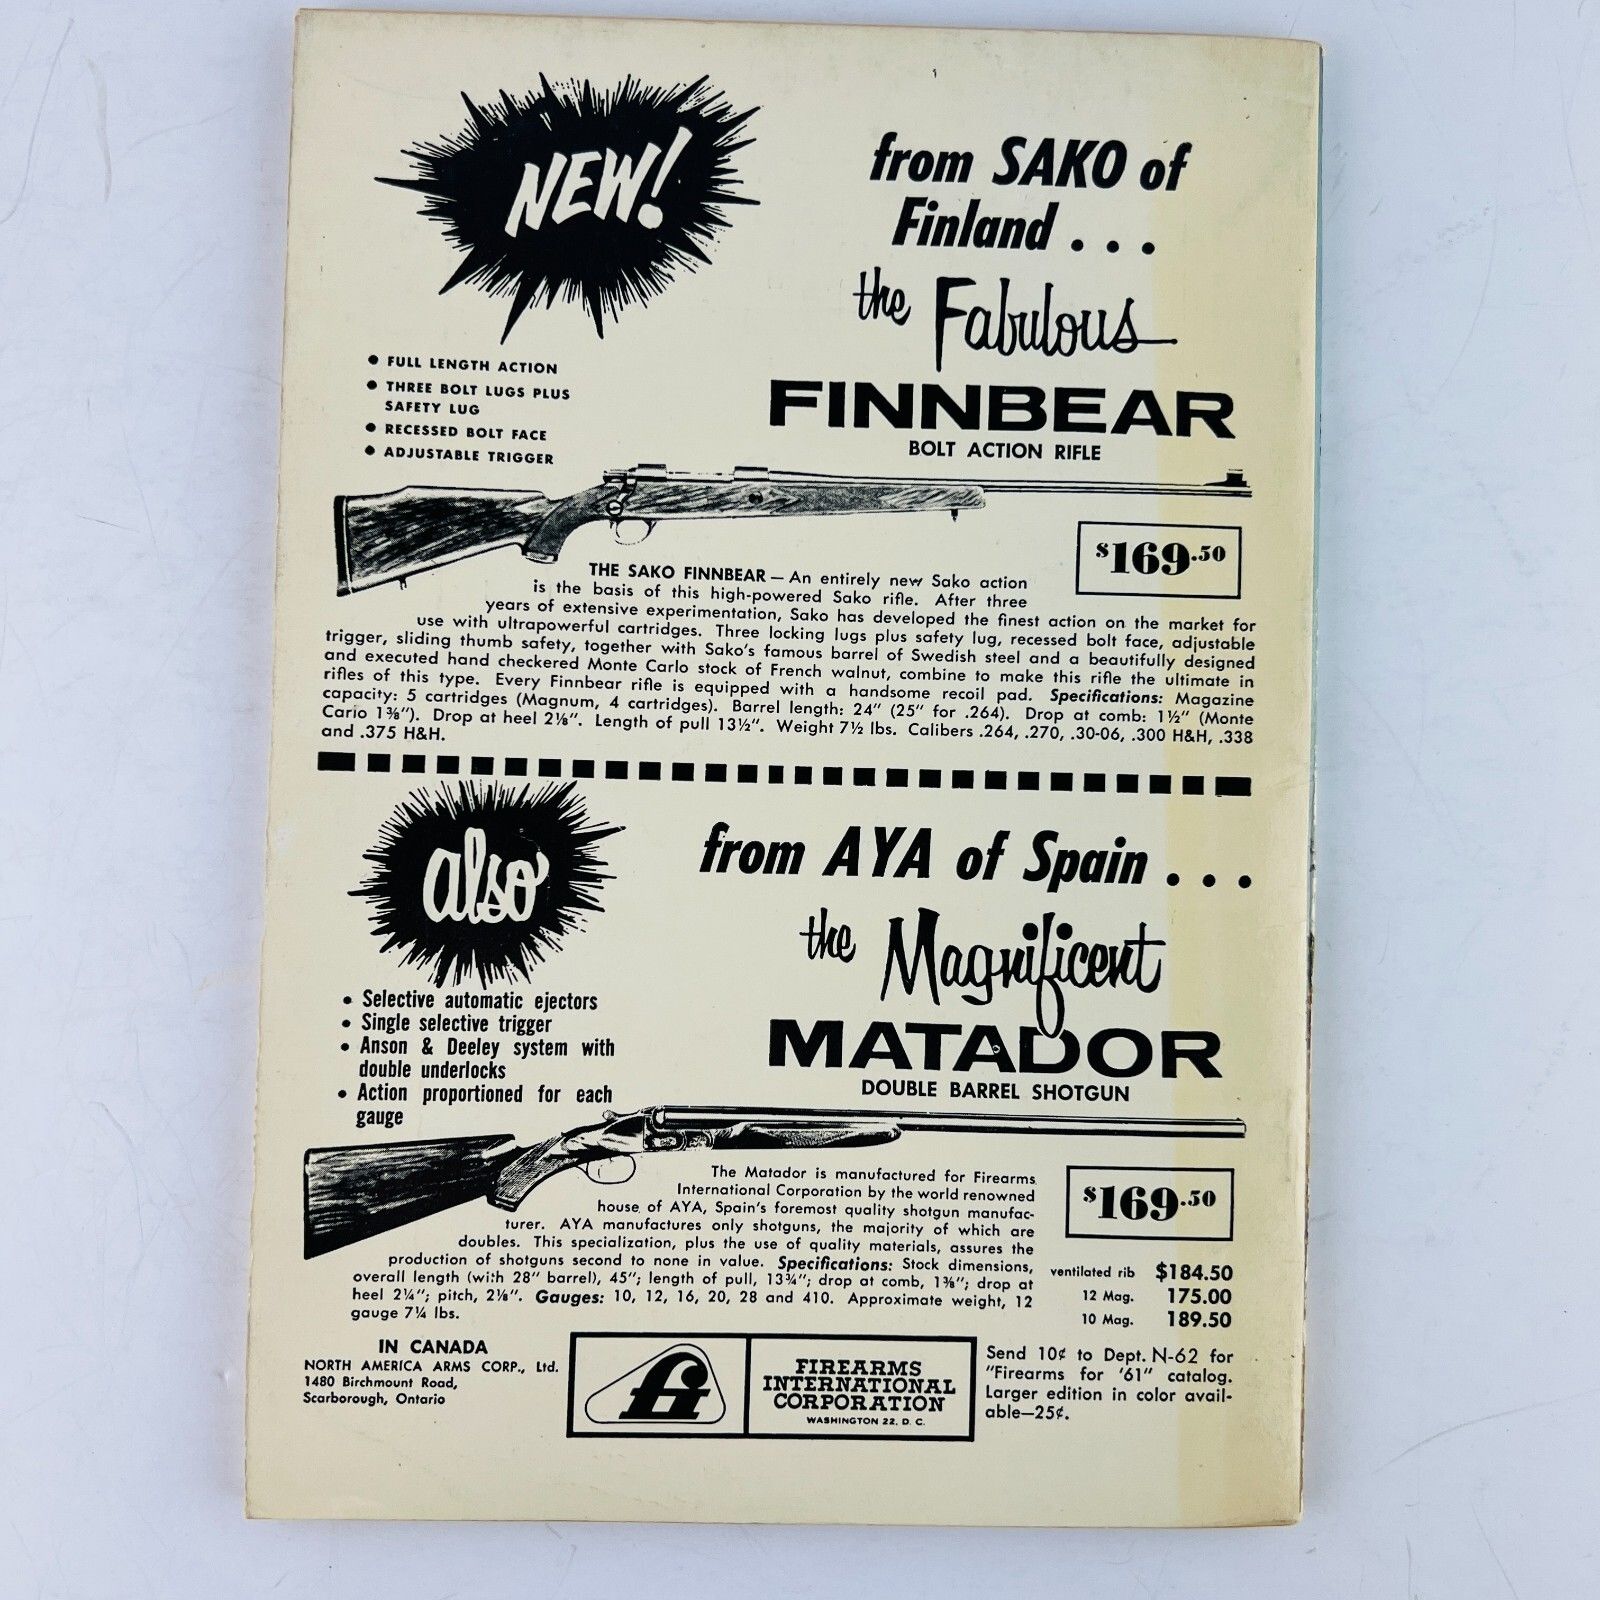 NEW!
from SAKO of
Finland . . .
the Fabulous
FINNBEAR
BOLT ACTION RIFLE
• FULL LENGTH ACTION
• THREE BOLT LUGS PLUS
SAFETY LUG
• RECESSED BOLT FACE
• ADJUSTABLE TRIGGER
$169.50
THE SAKO FINNBEAR — An entirely new Sako action
is the basis of this high-powered Sako rifle. After three
years of extensive experimentation, Sako has developed the finest action on the market for
use with ultrapowerful cartridges. Three locking lugs plus safety lug, recessed bolt face, adjustable
trigger, sliding thumb safety, together with Sako's famous barrel of Swedish steel and a beautifully designed
and executed hand checkered Monte Carlo stock of French walnut, combine to make this rifle the ultimate in
rifles of this type. Every Finnbear rifle is equipped with a handsome recoil pad. Specifications: Magazine
capacity: 5 cartridges (Magnum, 4 cartridges). Barrel length: 24" (25" for .264). Drop at comb: 1½" (Monte
Carlo 1⅜"). Drop at heel 2⅛". Length of pull 13½". Weight 7½ lbs. Calibers .264, .270, .30-06, .300 H&H, .338
and .375 H&H.
also
from AYA of Spain . . .
the Magnificent
MATADOR
DOUBLE BARREL SHOTGUN
• Selective automatic ejectors
• Single selective trigger
• Anson & Deeley system with
double underlocks
• Action proportioned for each
gauge
$169.50
The Matador is manufactured for Firearms
International Corporation by the world renowned
house of AYA, Spain's foremost quality shotgun manufac-
turer. AYA manufactures only shotguns, the majority of which are
doubles. This specialization, plus the use of quality materials, assures the
production of shotguns second to none in value. Specifications: Stock dimensions,
overall length (with 28" barrel), 45"; length of pull, 13¾"; drop at comb, 1⅜"; drop at
heel 2¼"; pitch, 2⅛". Gauges: 10, 12, 16, 20, 28 and 410. Approximate weight, 12
gauge 7¼ lbs.
ventilated rib $184.50
12 Mag. 175.00
10 Mag. 189.50
IN CANADA
NORTH AMERICA ARMS CORP., Ltd.
1480 Birchmount Road,
Scarborough, Ontario
fi
FIREARMS
INTERNATIONAL
CORPORATION
WASHINGTON 22, D. C.
Send 10¢ to Dept. N-62 for
"Firearms for '61" catalog.
Larger edition in color avail-
able—25¢.